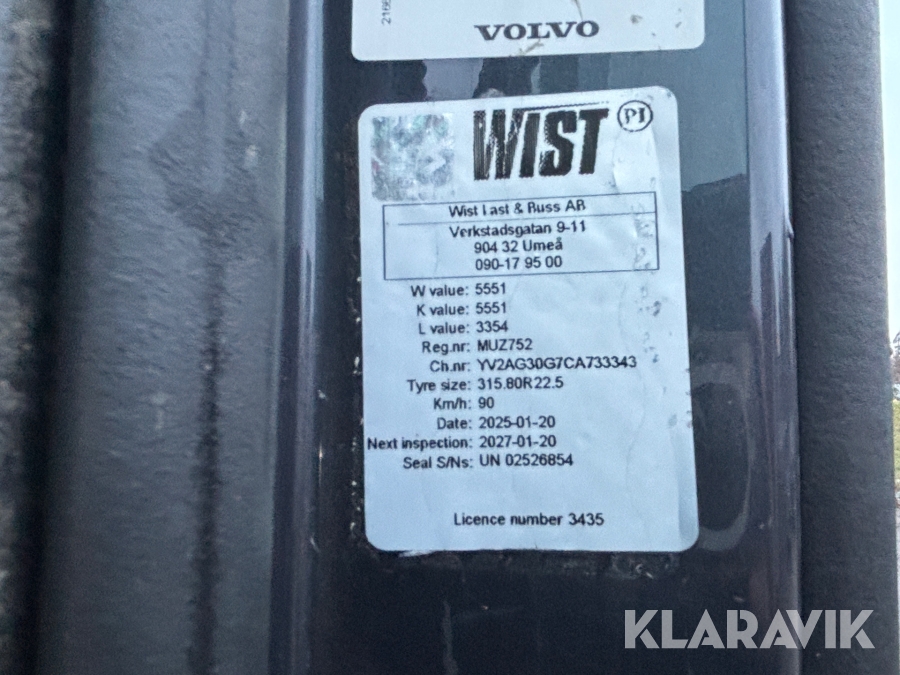 VOLVO
WIST PI
Wist Last & Buss AB
Verkstadsgatan 9-11
904 32 Umeå
090-17 95 00
W value: 5551
K value: 5551
L value: 3354
Reg.nr: MUZ752
Ch.nr: YV2AG30G7CA733343
Tyre size: 315.80R22.5
Km/h: 90
Date: 2025-01-20
Next inspection: 2027-01-20
Seal S/Ns: UN 02526854
Licence number 3435
KLARAVIK